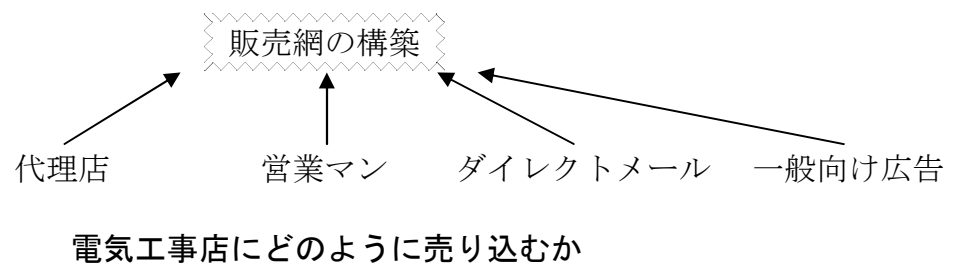 販売網の構築
代理店 営業マン ダイレクトメール 一般向け広告
電気工事店にどのように売り込むか